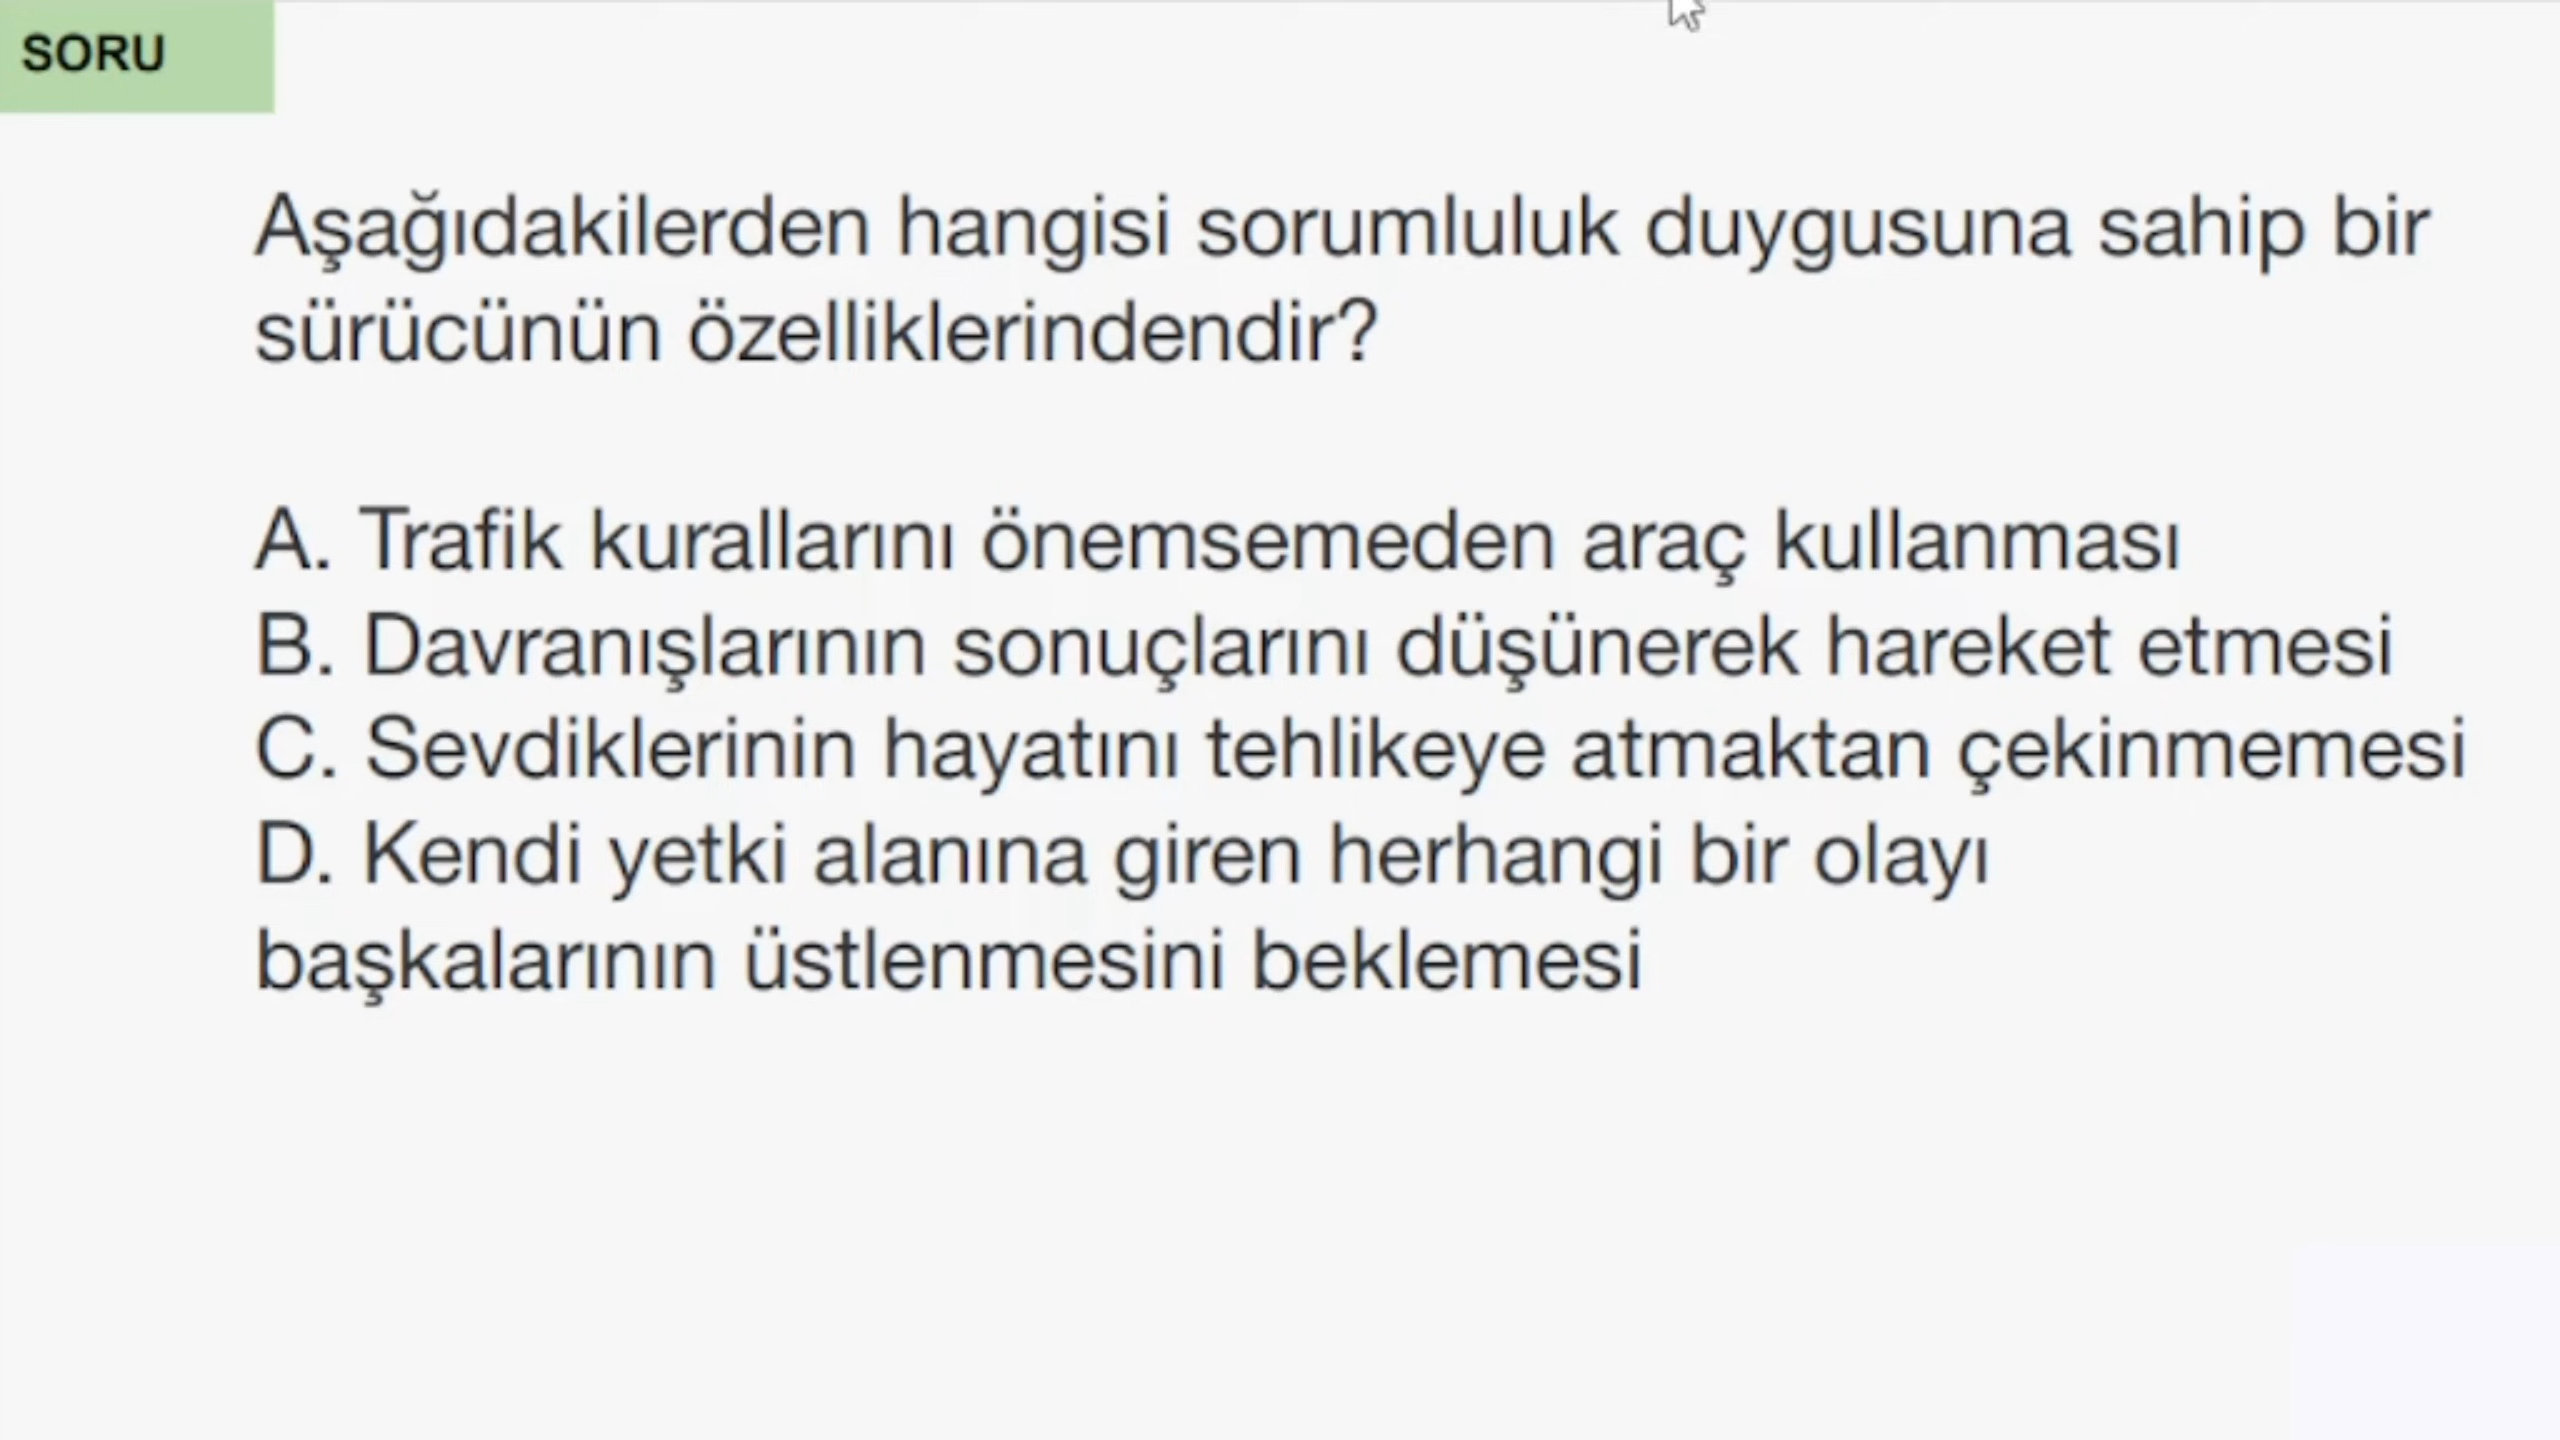 SORU
Aşağıdakilerden hangisi sorumluluk duygusuna sahip bir
sürücünün özelliklerindendir?
A. Trafik kurallarını önemsemeden araç kullanması
B. Davranışlarının sonuçlarını düşünerek hareket etmesi
C. Sevdiklerinin hayatını tehlikeye atmaktan çekinmemesi
D. Kendi yetki alanına giren herhangi bir olayı
başkalarının üstlenmesini beklemesi